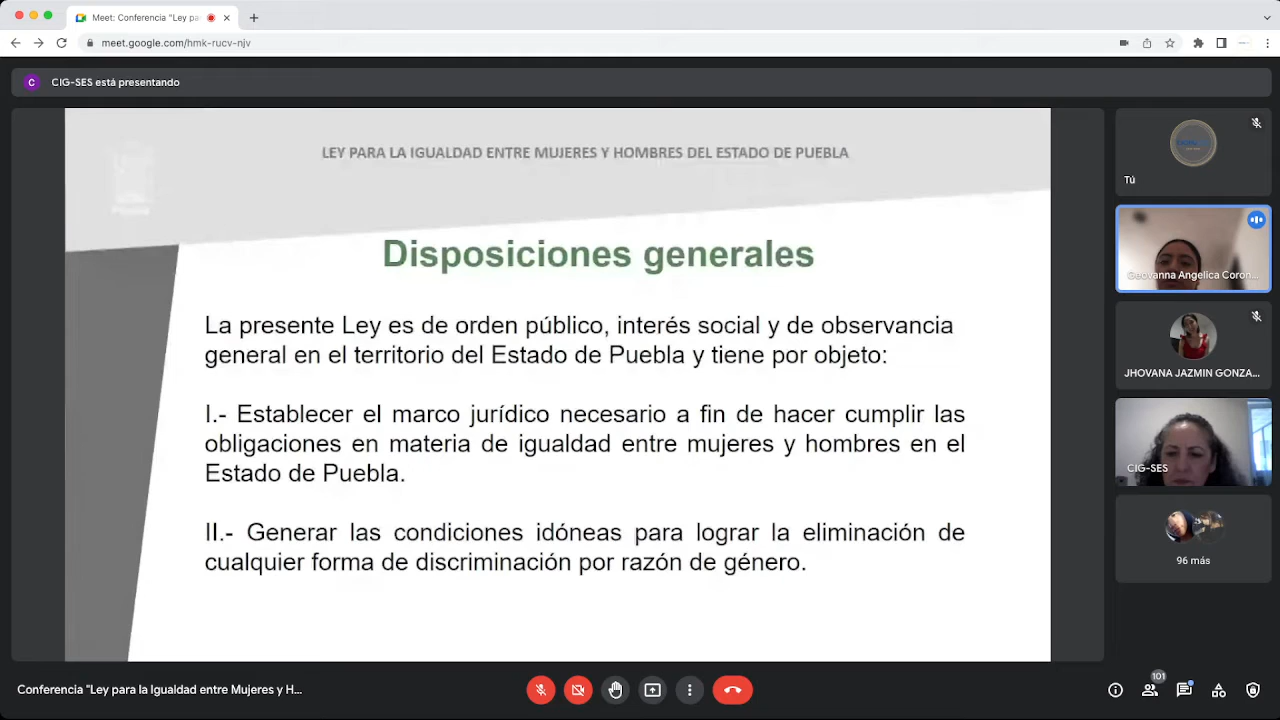 Meet: Conferencia "Ley pa
meet.google.com/hmk-rucv-njv
C
CIG-SES está presentando
LEY PARA LA IGUALDAD ENTRE MUJERES Y HOMBRES DEL ESTADO DE PUEBLA
Disposiciones generales
La presente Ley es de orden público, interés social y de observancia
general en el territorio del Estado de Puebla y tiene por objeto:
I.- Establecer el marco jurídico necesario a fin de hacer cumplir las
obligaciones en materia de igualdad entre mujeres y hombres en el
Estado de Puebla.
II.- Generar las condiciones idóneas para lograr la eliminación de
cualquier forma de discriminación por razón de género.
Tú
Geovanna Angelica Coron...
JHOVANA JAZMIN GONZA...
CIG-SES
96 más
Conferencia "Ley para la Igualdad entre Mujeres y H...
101